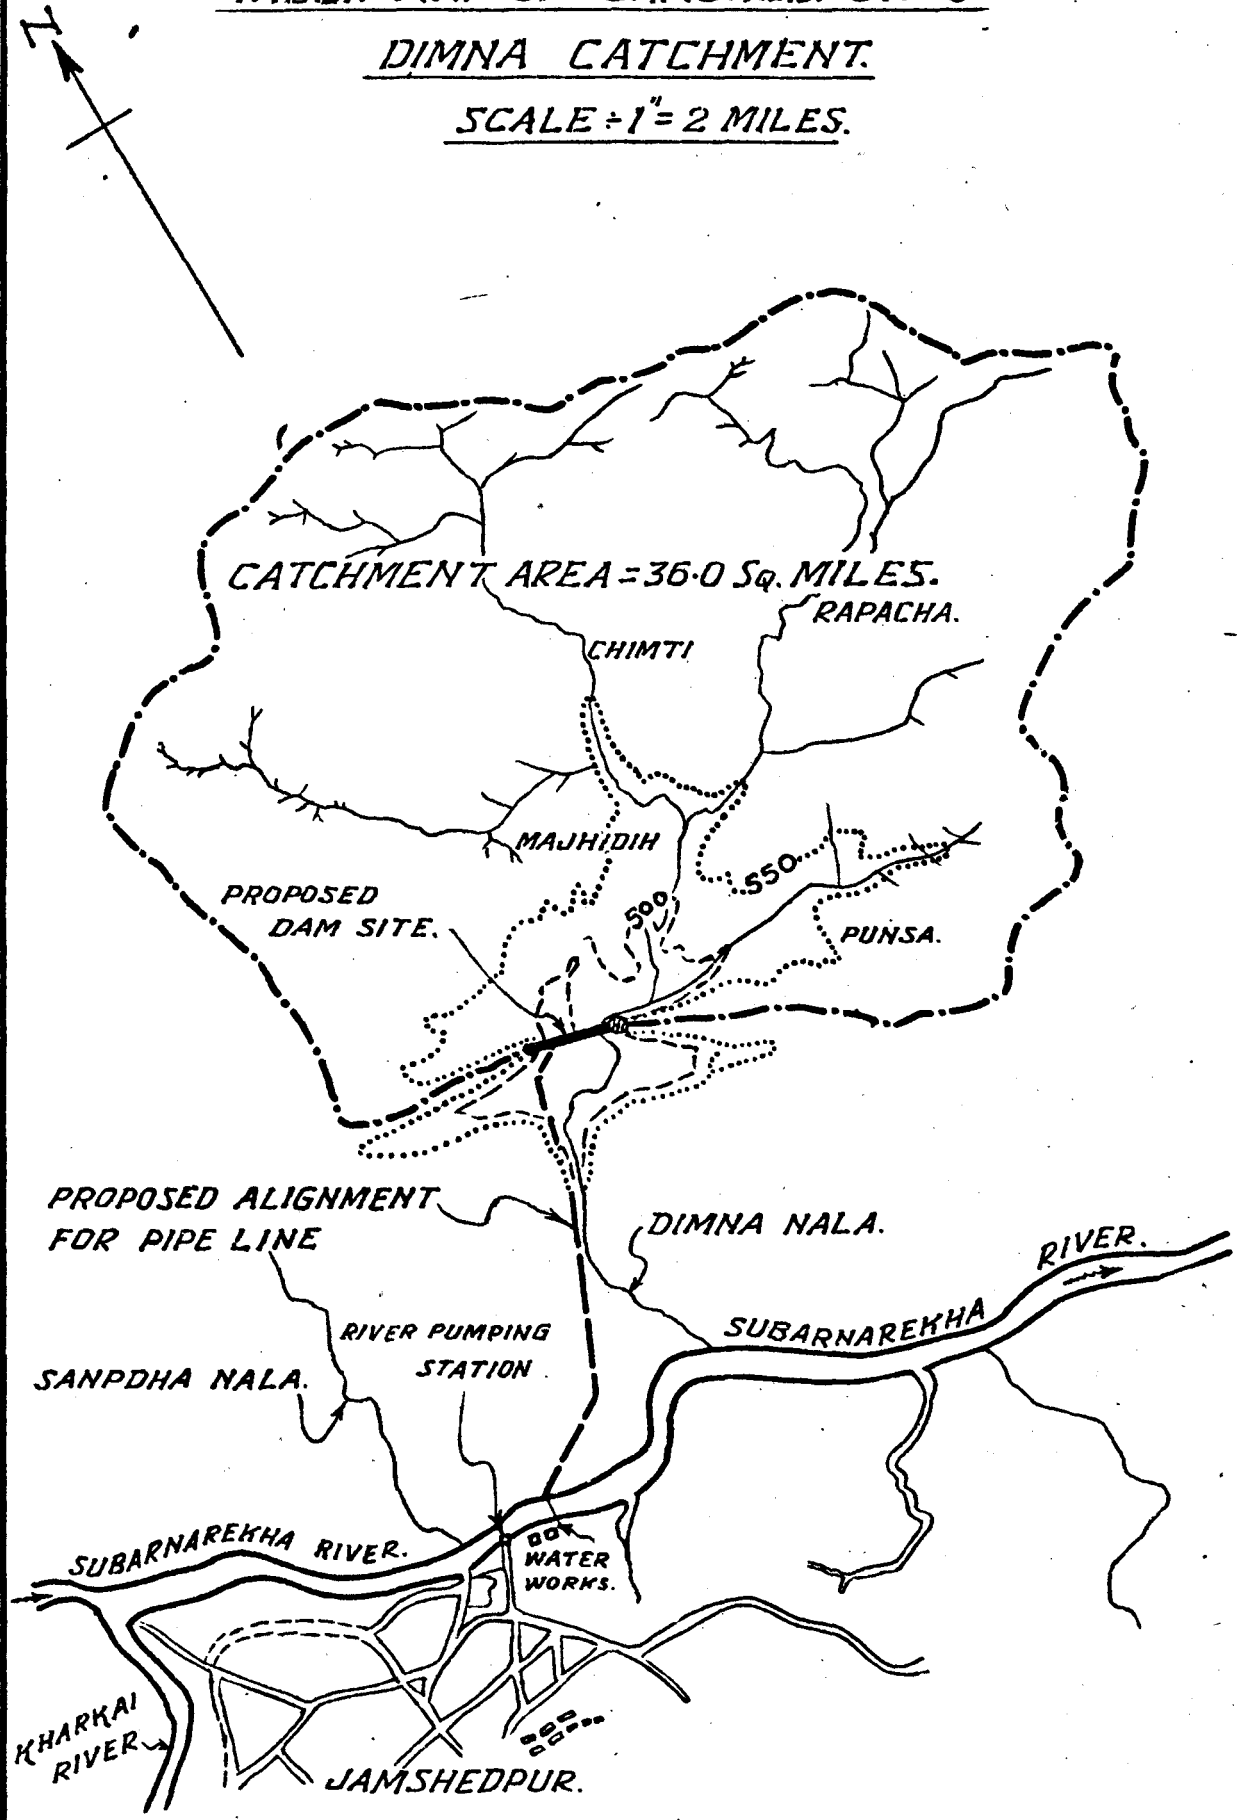 DIMNA CATCHMENT.
SCALE ÷ 1" = 2 MILES.
CATCHMENT AREA = 36.0 SQ. MILES.
RAPACHA.
CHIMTI
MAJHIDIH
550
PROPOSED
DAM SITE.
500
PUNSA.
PROPOSED ALIGNMENT
FOR PIPE LINE
DIMNA NALA.
RIVER.
SUBARNAREKHA
RIVER PUMPING
STATION
SANPDHA NALA.
SUBARNAREKHA RIVER.
WATER
WORKS.
KHARKAI
RIVER
JAMSHEDPUR.